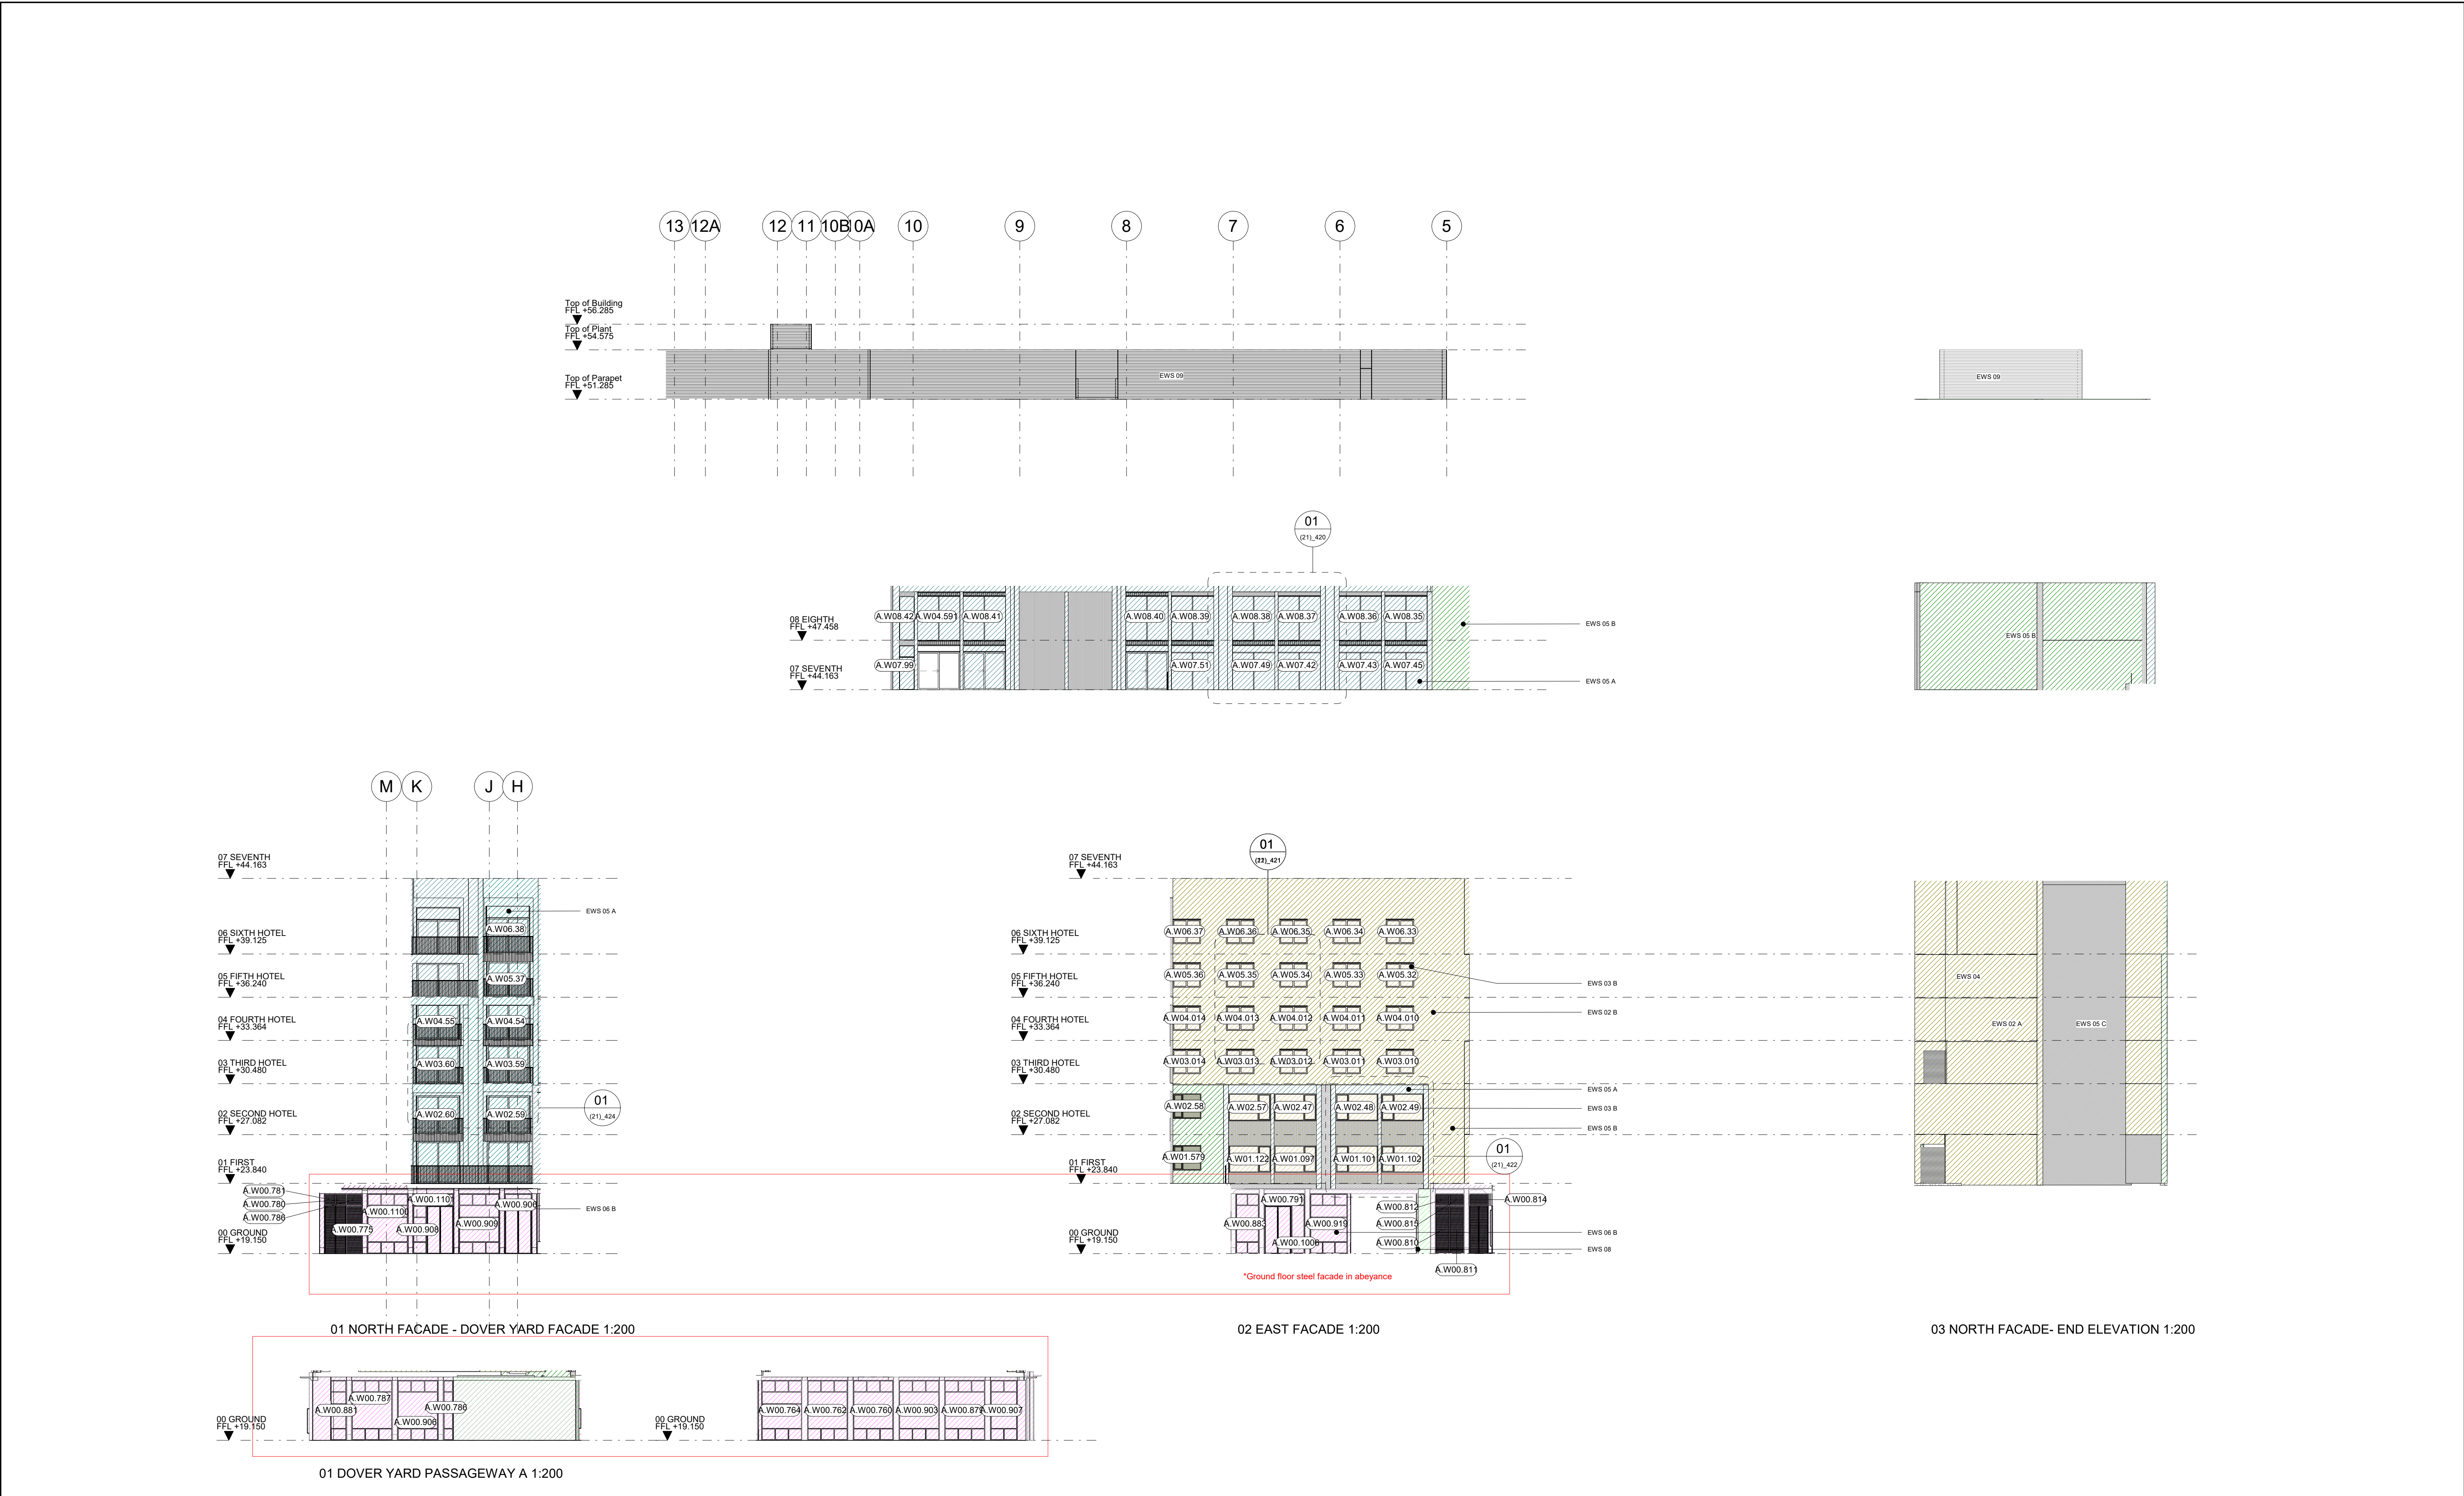 13
12A
12
11
10B
10A
10
9
8
7
6
5
Top of Building
FFL +56.285
Top of Plant
FFL +54.575
Top of Parapet
FFL +51.285
EWS 09
EWS 09
01
(21)_420
08 EIGHTH
FFL +47.458
A.W08.42
A.W04.591
A.W08.41
A.W08.40
A.W08.39
A.W08.38
A.W08.37
A.W08.36
A.W08.35
EWS 05 B
EWS 05 B
07 SEVENTH
FFL +44.163
A.W07.99
A.W07.51
A.W07.49
A.W07.42
A.W07.43
A.W07.45
EWS 05 A
M
K
J
H
07 SEVENTH
FFL +44.163
EWS 05 A
A.W06.38
06 SIXTH HOTEL
FFL +39.125
A.W05.37
05 FIFTH HOTEL
FFL +36.240
A.W04.55
A.W04.54
04 FOURTH HOTEL
FFL +33.364
A.W03.60
A.W03.59
03 THIRD HOTEL
FFL +30.480
01
(21)_424
A.W02.60
A.W02.59
02 SECOND HOTEL
FFL +27.082
01 FIRST
FFL +23.840
A.W00.781
A.W00.780
A.W00.786
A.W00.775
A.W00.1100
A.W00.1101
A.W00.908
A.W00.909
A.W00.906
EWS 06 B
00 GROUND
FFL +19.150
01 NORTH FACADE - DOVER YARD FACADE 1:200
01
07 SEVENTH
FFL +44.163
A.W06.37
A.W06.36
A.W06.35
A.W06.34
A.W06.33
06 SIXTH HOTEL
FFL +39.125
A.W05.36
A.W05.35
A.W05.34
A.W05.33
A.W05.32
05 FIFTH HOTEL
FFL +36.240
EWS 03 B
A.W04.014
A.W04.013
A.W04.012
A.W04.011
A.W04.010
EWS 02 B
04 FOURTH HOTEL
FFL +33.364
A.W03.014
A.W03.013
A.W03.012
A.W03.011
A.W03.010
03 THIRD HOTEL
FFL +30.480
EWS 05 A
A.W02.58
A.W02.57
A.W02.47
A.W02.48
A.W02.49
EWS 03 B
02 SECOND HOTEL
FFL +27.082
EWS 05 B
A.W01.579
A.W01.122
A.W01.097
A.W01.101
A.W01.102
01
(21)_422
01 FIRST
FFL +23.840
A.W00.791
A.W00.883
A.W00.919
A.W00.1006
A.W00.812
A.W00.815
A.W00.810
A.W00.814
A.W00.811
EWS 06 B
EWS 08
00 GROUND
FFL +19.150
*Ground floor steel facade in abeyance
02 EAST FACADE 1:200
EWS 04
EWS 02 A
EWS 05 C
03 NORTH FACADE- END ELEVATION 1:200
A.W00.881
A.W00.787
A.W00.906
A.W00.786
00 GROUND
FFL +19.150
01 DOVER YARD PASSAGEWAY A 1:200
00 GROUND
FFL +19.150
A.W00.764
A.W00.762
A.W00.760
A.W00.903
A.W00.879
A.W00.907